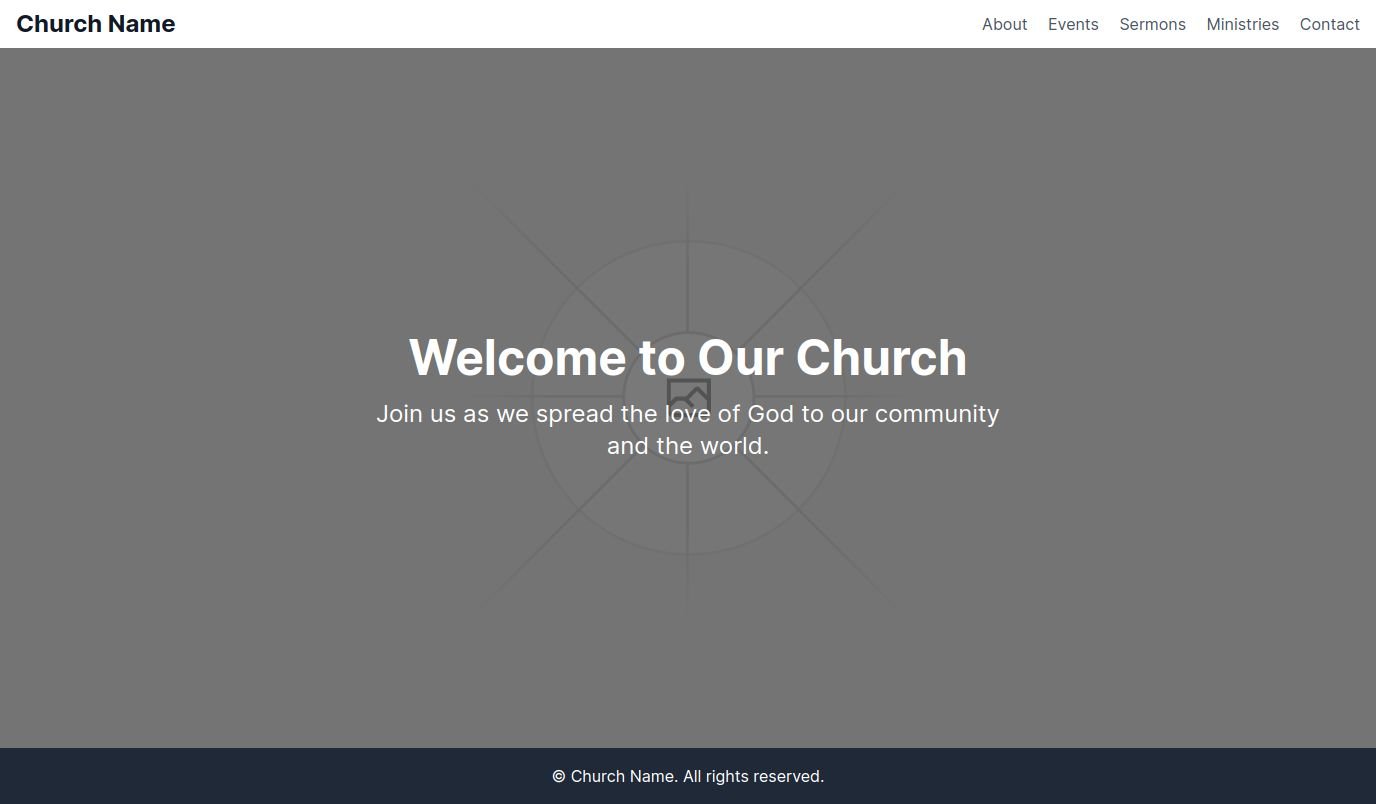 Church Name
About Events Sermons Ministries Contact
Welcome to Our Church
Join us as we spread the love of God to our community
and the world.
© Church Name. All rights reserved.